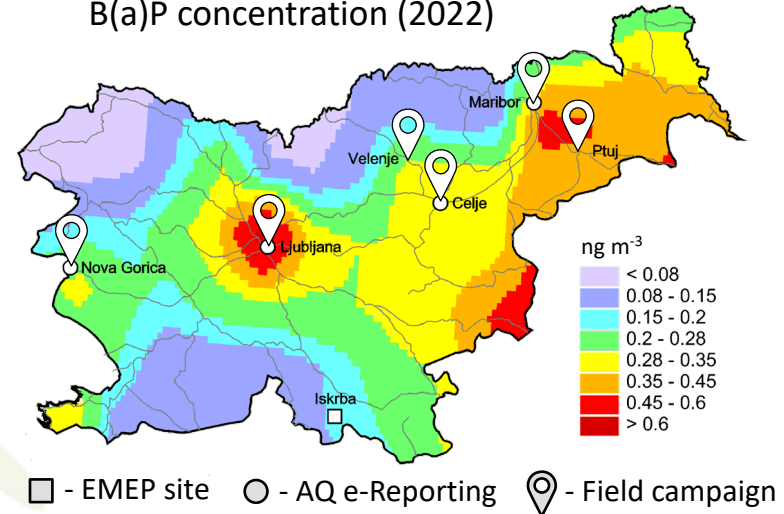 B(a)P concentration (2022)
Maribor
Velenje
Ptuj
Celje
Ljubljana
Nova Gorica
Iskrba
ng m-3
< 0.08
0.08 - 0.15
0.15 - 0.2
0.2 - 0.28
0.28 - 0.35
0.35 - 0.45
0.45 - 0.6
> 0.6
- EMEP site - AQ e-Reporting - Field campaign